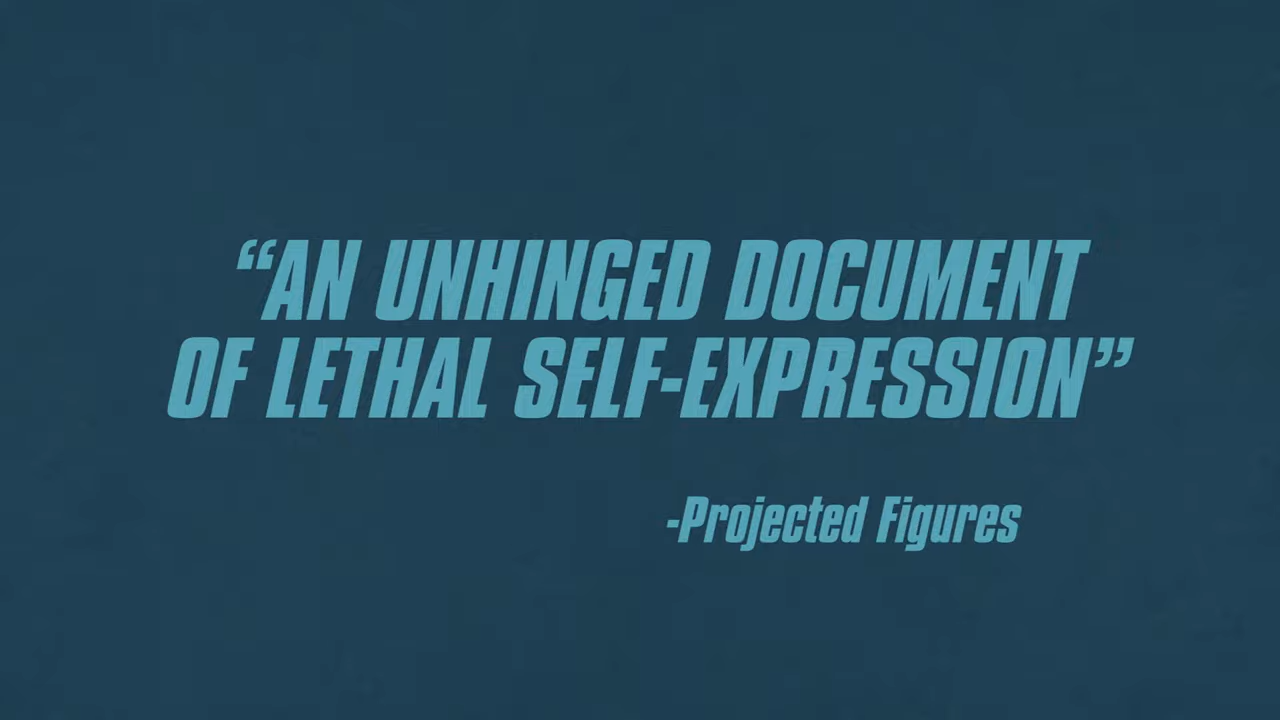 “AN UNHINGED DOCUMENT
OF LETHAL SELF-EXPRESSION”
-Projected Figures